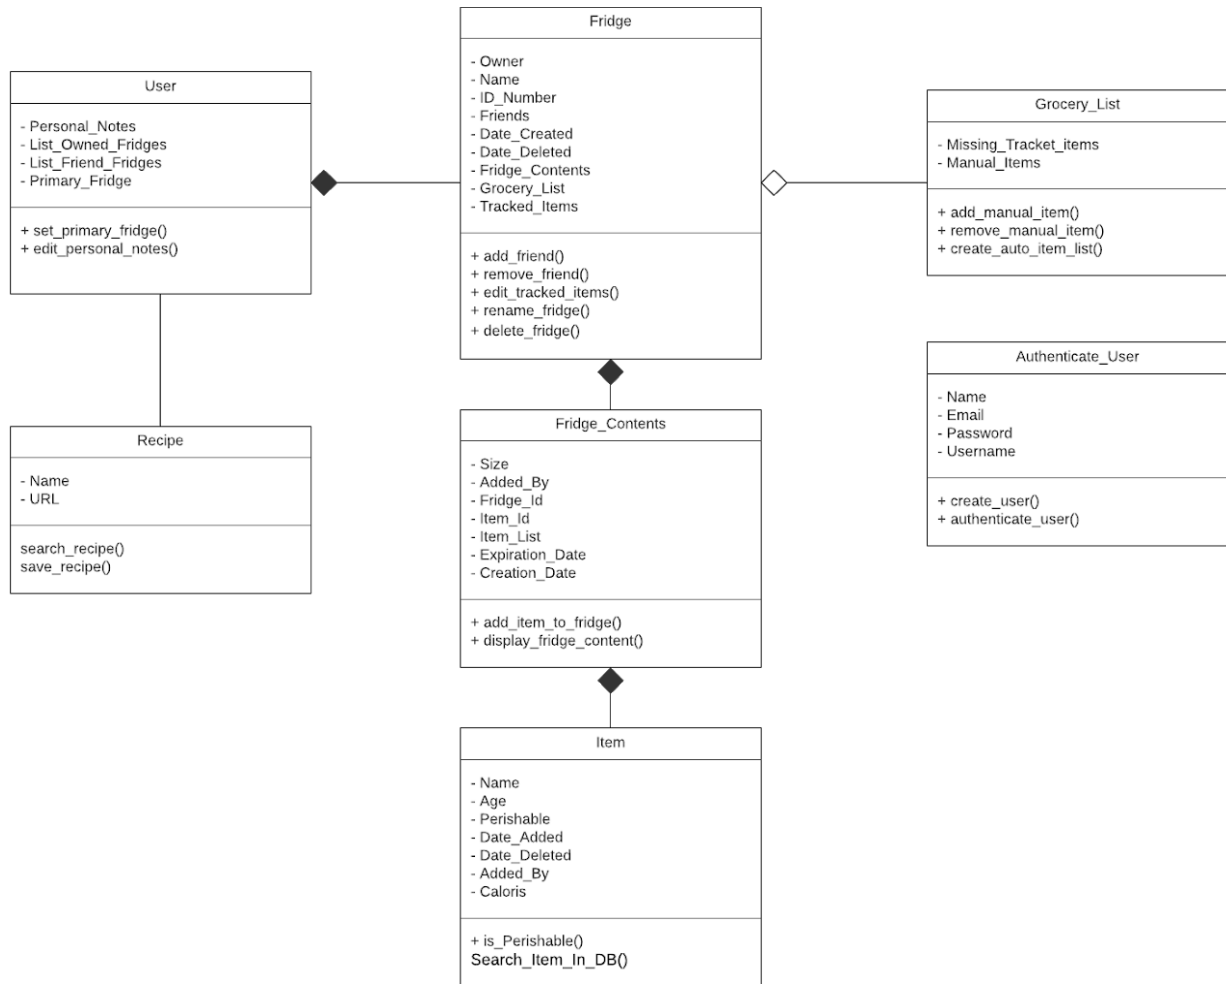 Fridge
- Owner
- Name
- ID_Number
- Friends
- Date_Created
- Date_Deleted
- Fridge_Contents
- Grocery_List
- Tracked_Items
+ add_friend()
+ remove_friend()
+ edit_tracked_items()
+ rename_fridge()
+ delete_fridge()
User
- Personal_Notes
- List_Owned_Fridges
- List_Friend_Fridges
- Primary_Fridge
+ set_primary_fridge()
+ edit_personal_notes()
Grocery_List
- Missing_Tracket_items
- Manual_Items
+ add_manual_item()
+ remove_manual_item()
+ create_auto_item_list()
Authenticate_User
- Name
- Email
- Password
- Username
+ create_user()
+ authenticate_user()
Recipe
- Name
- URL
search_recipe()
save_recipe()
Fridge_Contents
- Size
- Added_By
- Fridge_Id
- Item_Id
- Item_List
- Expiration_Date
- Creation_Date
+ add_item_to_fridge()
+ display_fridge_content()
Item
- Name
- Age
- Perishable
- Date_Added
- Date_Deleted
- Added_By
- Caloris
+ is_Perishable()
Search_Item_In_DB()